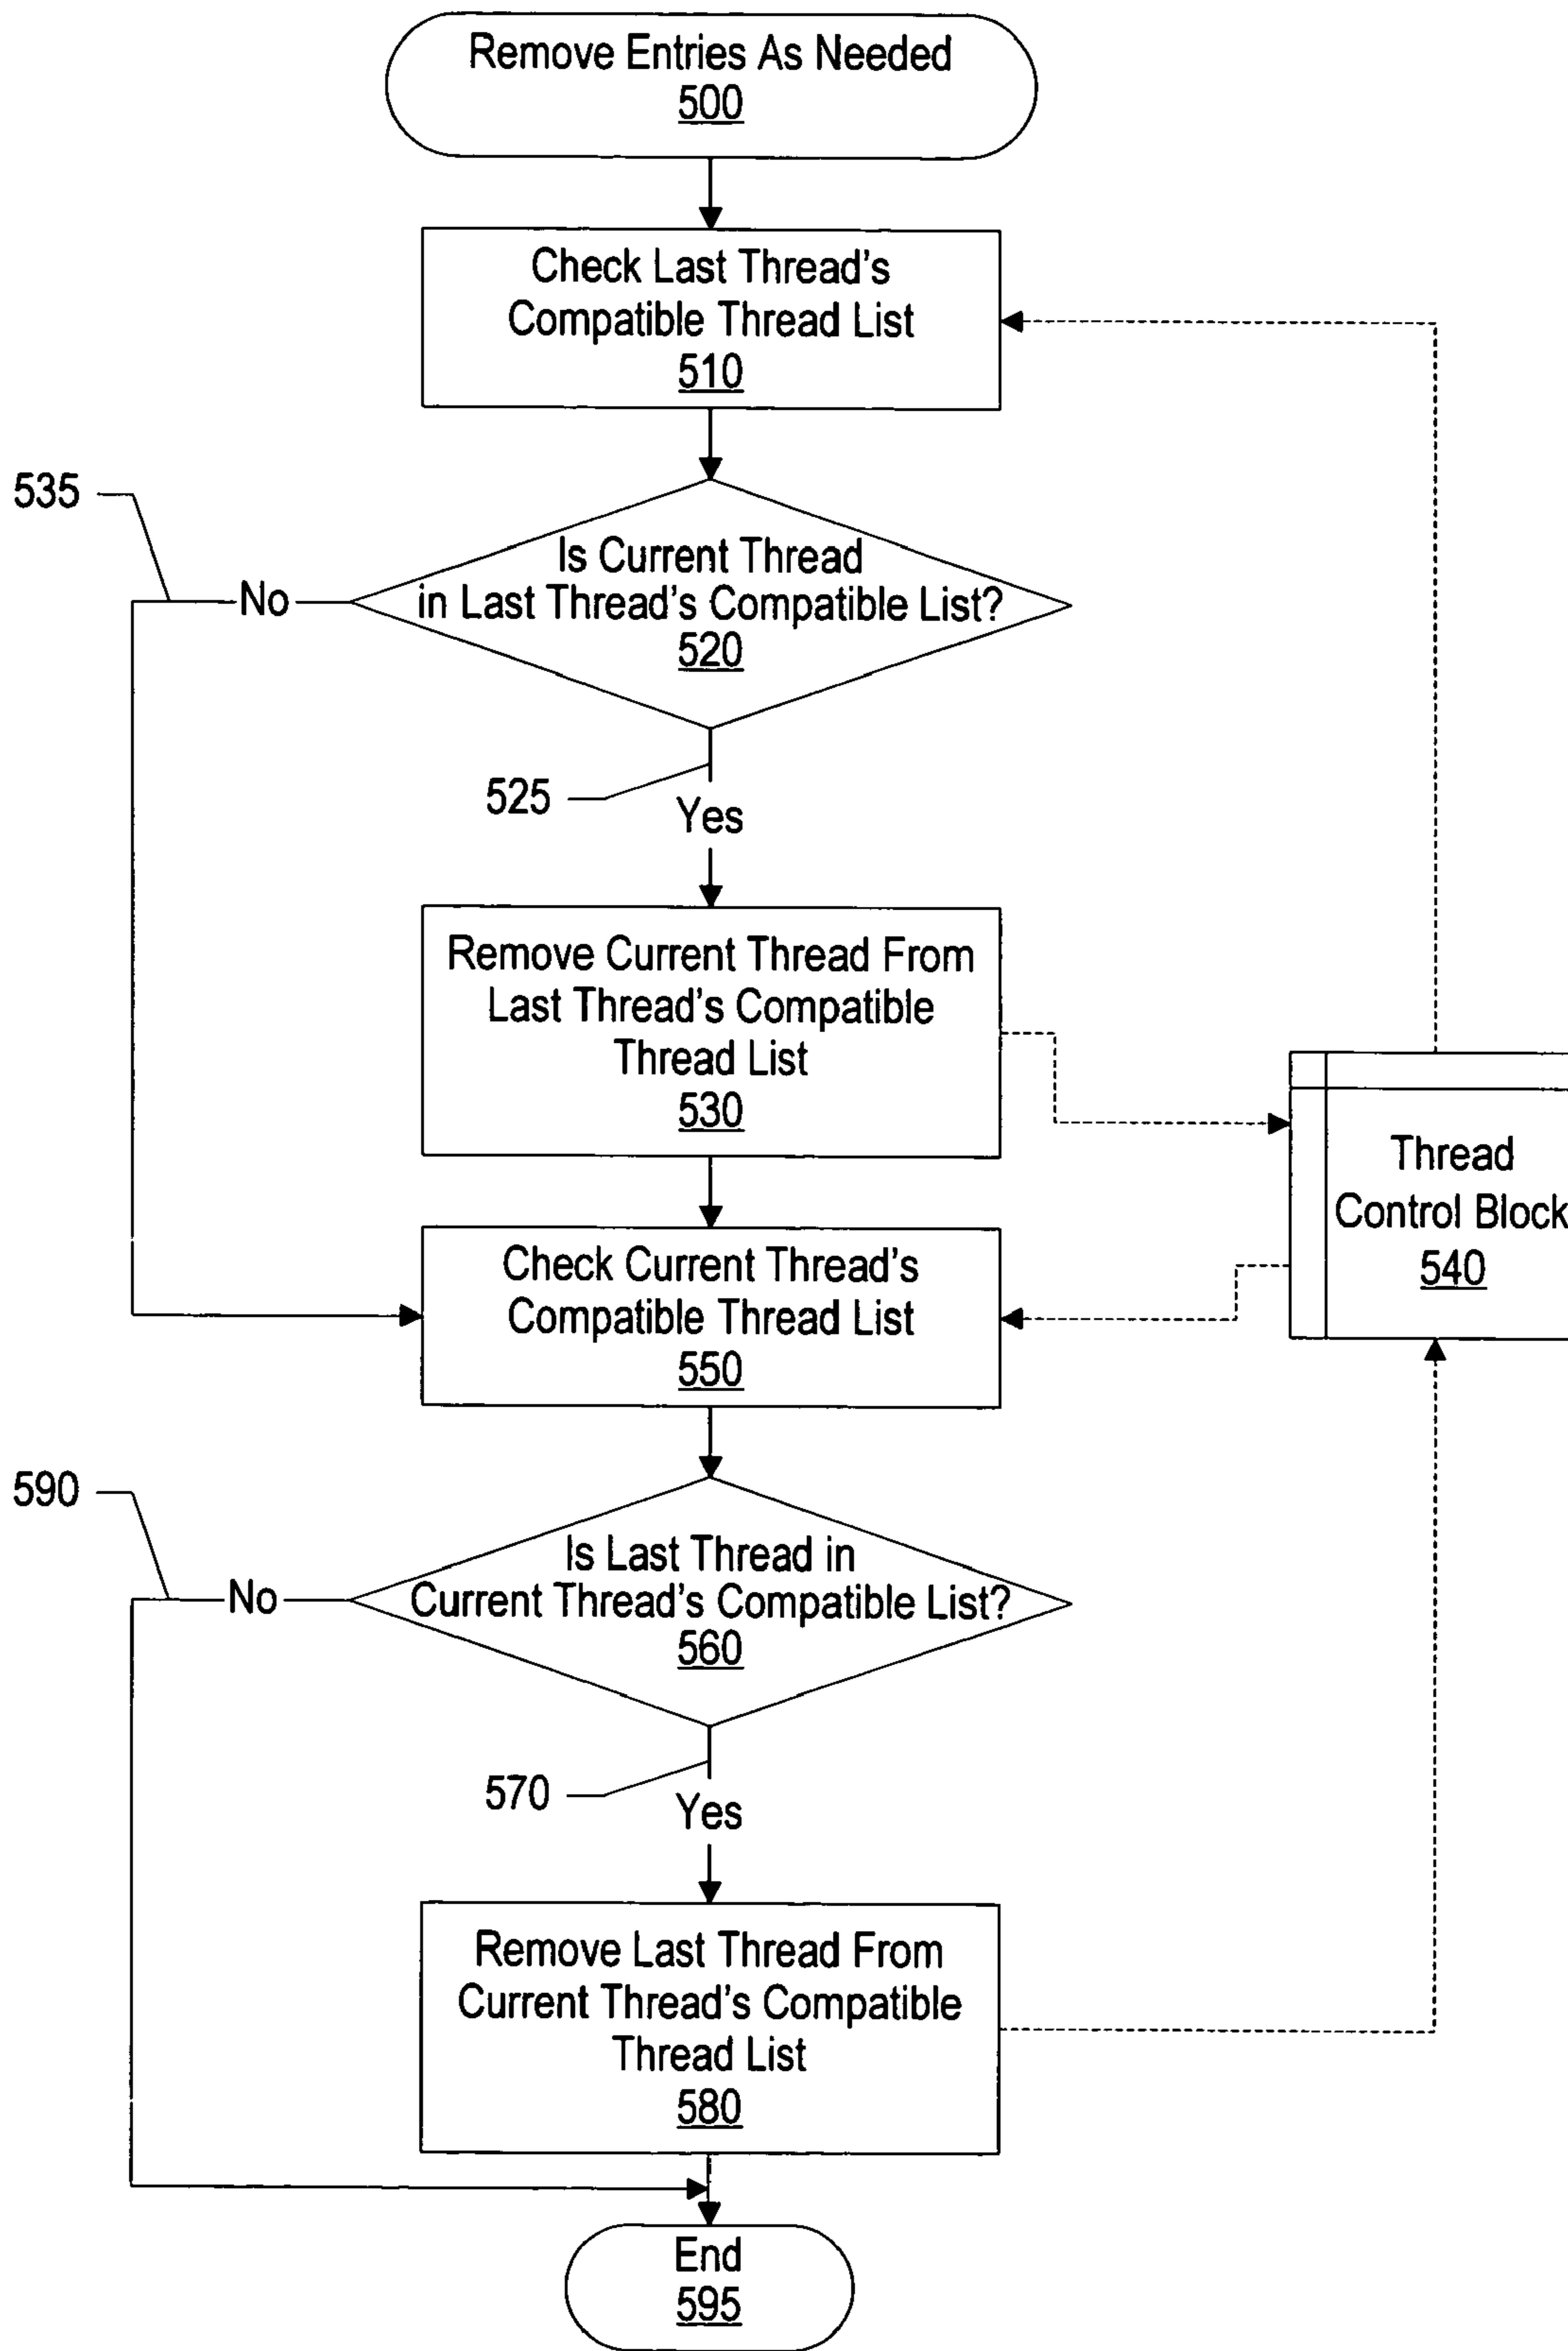 Remove Entries As Needed
500
Check Last Thread's
Compatible Thread List
510
535
Is Current Thread
in Last Thread's Compatible List?
520
No
525
Yes
Remove Current Thread From
Last Thread's Compatible
Thread List
530
Thread
Control Block
540
Check Current Thread's
Compatible Thread List
550
590
Is Last Thread in
Current Thread's Compatible List?
560
No
570
Yes
Remove Last Thread From
Current Thread's Compatible
Thread List
580
End
595